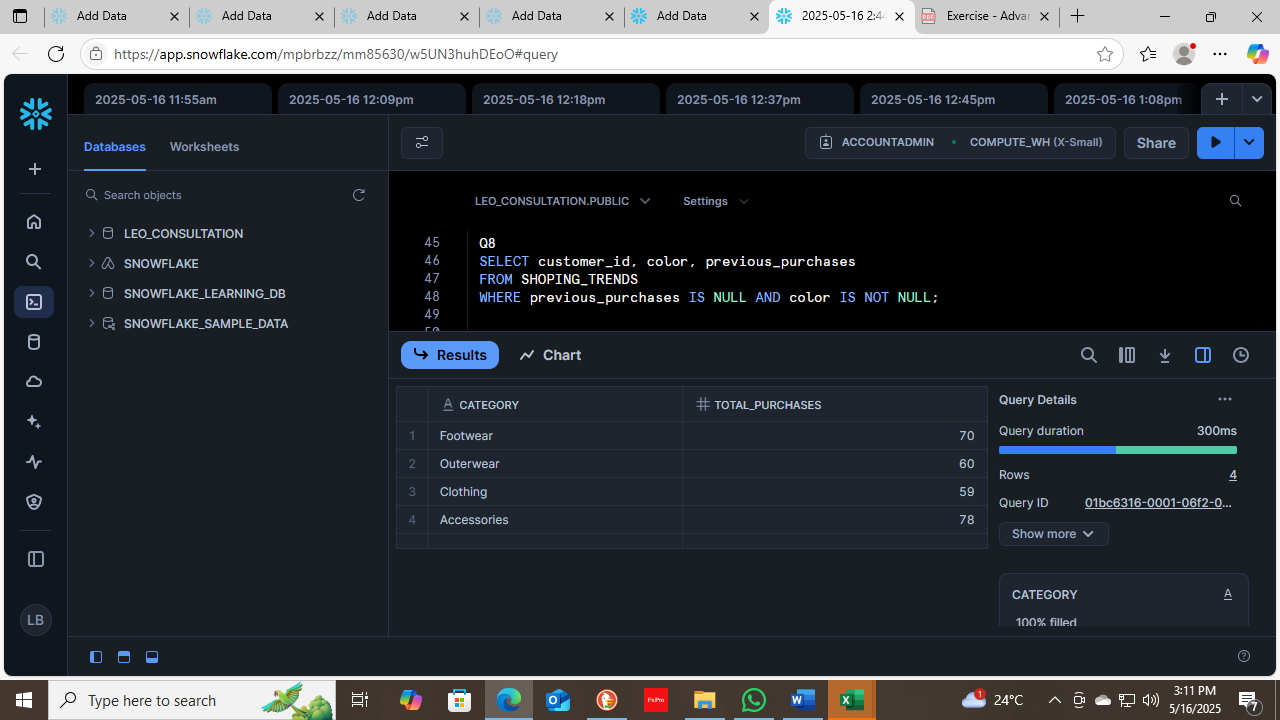 Add Data
Add Data
Add Data
Add Data
Add Data
2025-05-16 2:44
Exercise - Advan
https://app.snowflake.com/mpbrbzz/mm85630/w5UN3huhDEoO#query
2025-05-16 11:55am
2025-05-16 12:09pm
2025-05-16 12:18pm
2025-05-16 12:37pm
2025-05-16 12:45pm
2025-05-16 1:08pm
Databases
Worksheets
ACCOUNTADMIN
COMPUTE_WH (X-Small)
Share
Search objects
LEO_CONSULTATION
SNOWFLAKE
SNOWFLAKE_LEARNING_DB
SNOWFLAKE_SAMPLE_DATA
LB
LEO_CONSULTATION.PUBLIC
Settings
45 Q8
46 SELECT customer_id, color, previous_purchases
47 FROM SHOPING_TRENDS
48 WHERE previous_purchases IS NULL AND color IS NOT NULL;
49
50
Results
Chart
CATEGORY TOTAL_PURCHASES
1 Footwear 70
2 Outerwear 60
3 Clothing 59
4 Accessories 78
Query Details
Query duration 300ms
Rows 4
Query ID 01bc6316-0001-06f2-0...
Show more
CATEGORY A
100% filled
Type here to search
FxPro
1
24°C
3:11 PM
5/16/2025
7